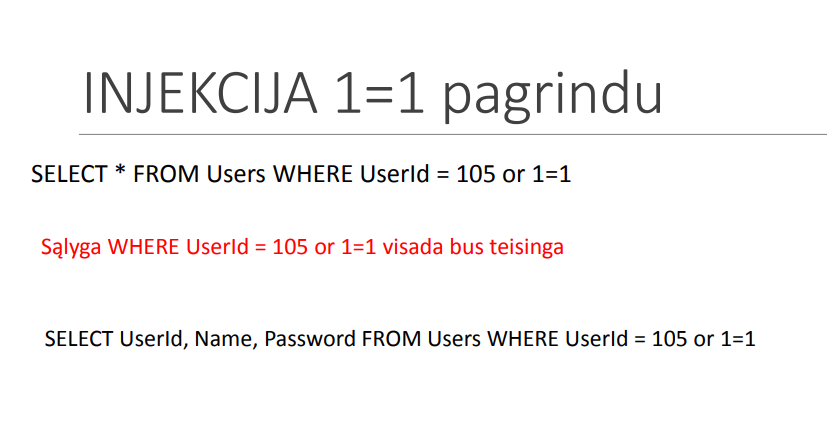 INJEKCIJA 1=1 pagrindu
SELECT * FROM Users WHERE UserId = 105 or 1=1
Sąlyga WHERE UserId = 105 or 1=1 visada bus teisinga
SELECT UserId, Name, Password FROM Users WHERE UserId = 105 or 1=1